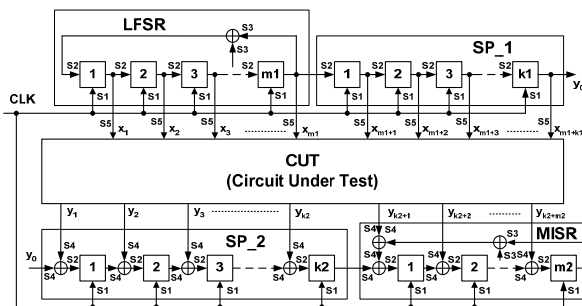 LFSR
S3
S3
SP_1
S2 1 S2 2 S2 3 S2 m1 S2 1 S2 2 S2 3 S2 k1
y0
CLK
S1 S1 S1 S1 S1 S1 S1 S1
S5 x1 S5 x2 S5 x3 S5 xm1 S5 xm1+1 S5 xm1+2 S5 xm1+3 S5 xm1+k1
CUT
(Circuit Under Test)
y1 y2 y3 yk2 yk2+1 yk2+2 yk2+m2
S4 S4 S4 S4 S4 S4 S4
SP_2
MISR
S3
S3
y0
S4 S2 1 S4 S2 2 S4 S2 3 S4 S2 k2 S4 S2 1 S4 S2 2 S4 S2 m2
S1 S1 S1 S1 S1 S1 S1